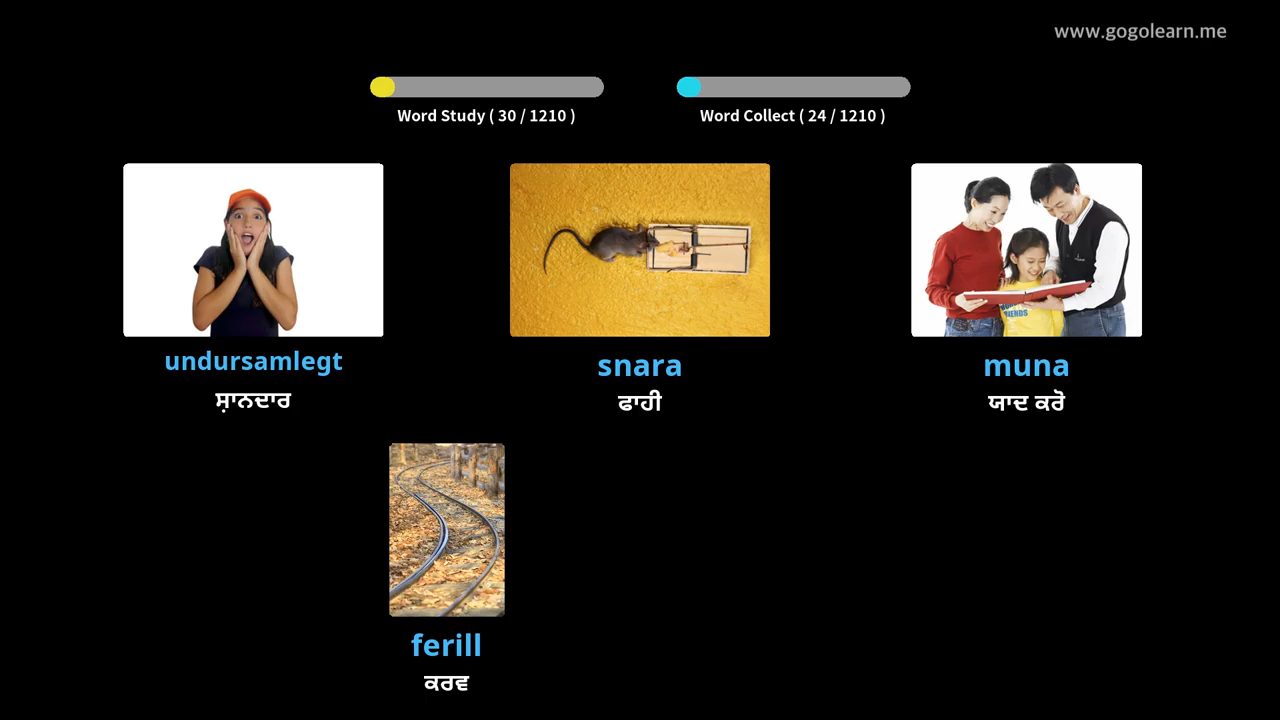 www.gogolearn.me
Word Study ( 30 / 1210 )
Word Collect ( 24 / 1210 )
undursamlegt
ਸ਼ਾਨਦਾਰ
snara
ਫਾਹੀ
muna
ਯਾਦ ਕਰੋ
ferill
ਕਰਵ